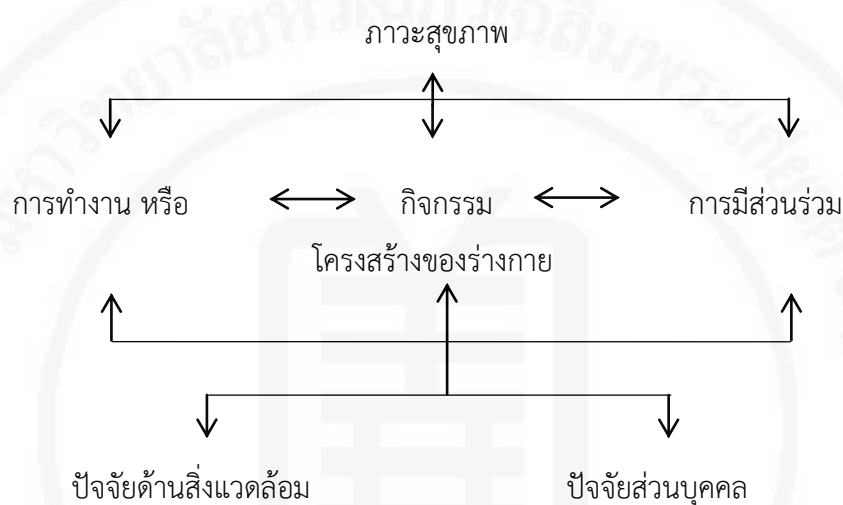 ภาวะสุขภาพ
การทำงาน หรือ กิจกรรม การมีส่วนร่วม
โครงสร้างของร่างกาย
ปัจจัยด้านสิ่งแวดล้อม ปัจจัยส่วนบุคคล